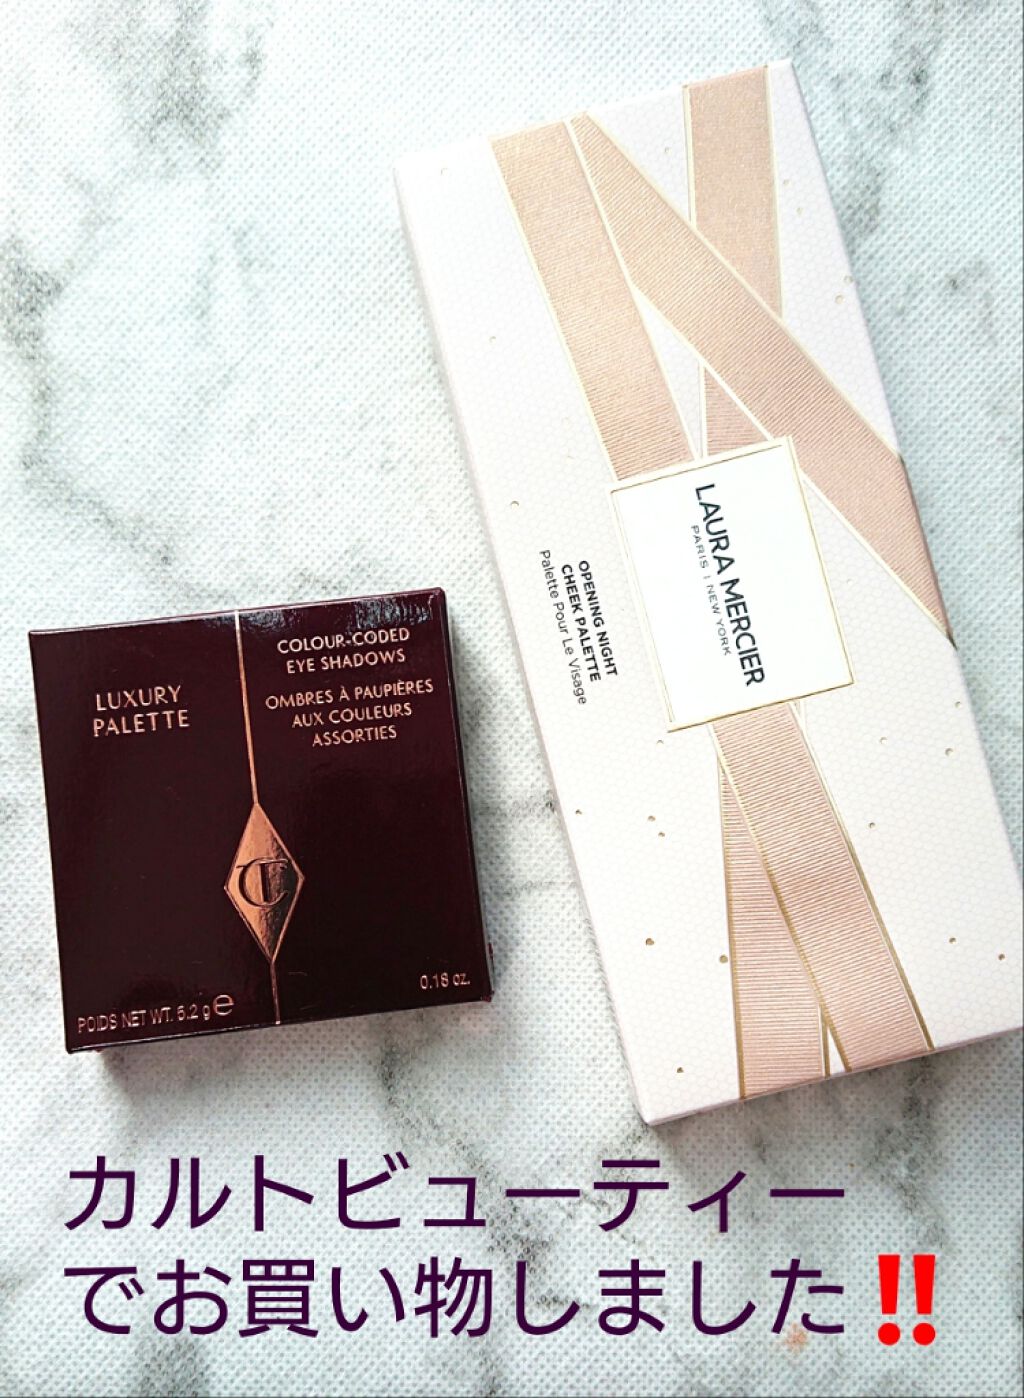 LUXURY
PALETTE
COLOUR-CODED
EYE SHADOWS
OMBRES À PAUPIÈRES
AUX COULEURS
ASSORTIES
CT
POIDS NET WT. 5.2 g e
0.18 oz.
LAURA MERCIER
PARIS | NEW YORK
OPENING NIGHT
CHEEK PALETTE
Palette Pour Le Visage
カルトビューティー
でお買い物しました‼